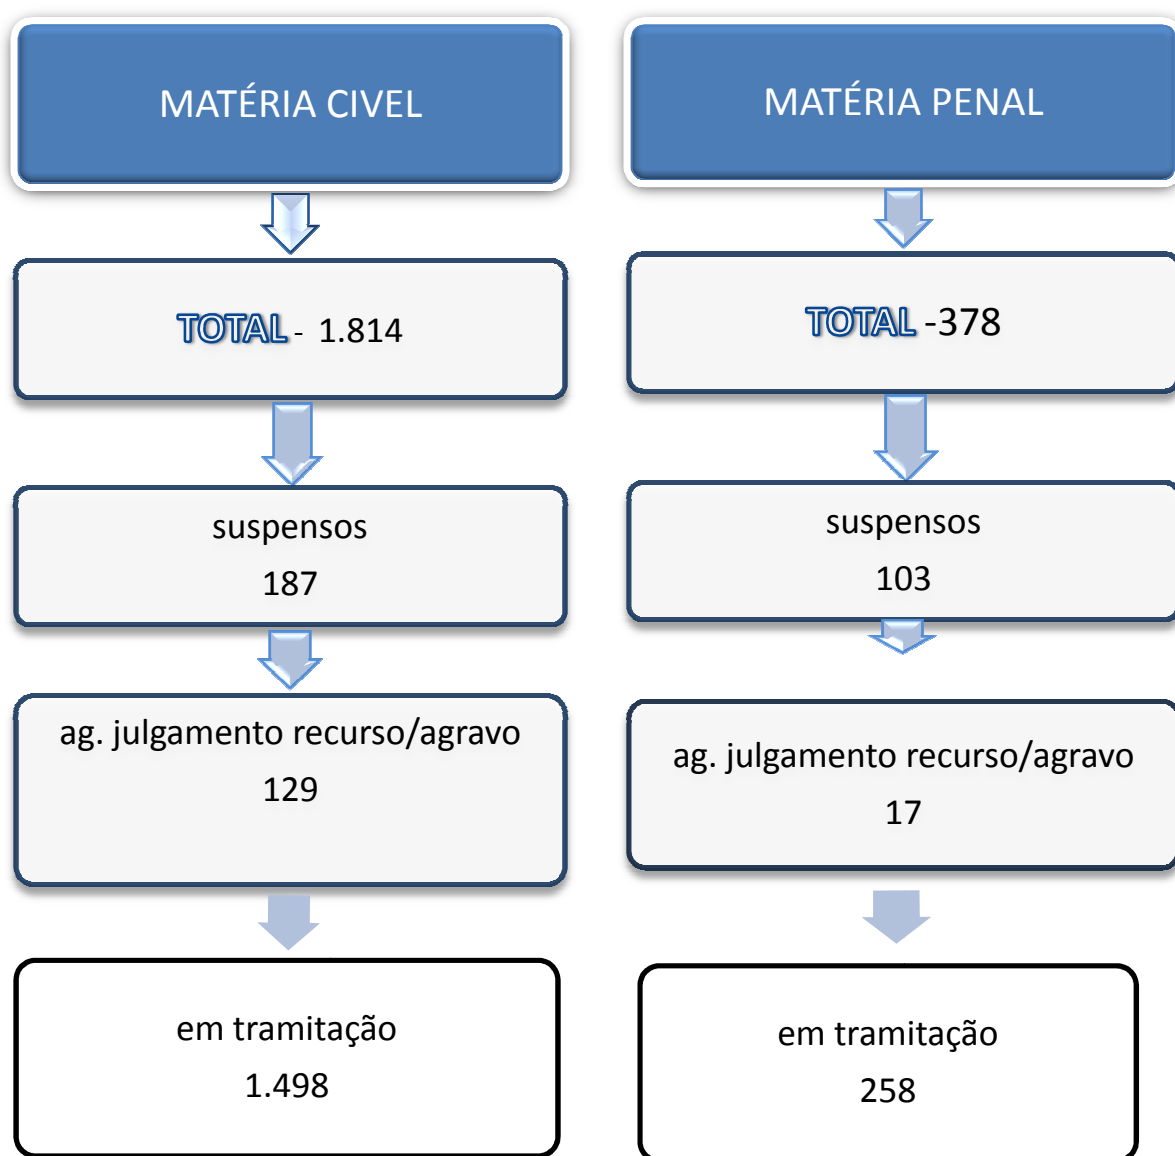 MATÉRIA CIVEL
TOTAL - 1.814
suspensos
187
ag. julgamento recurso/agravo
129
em tramitação
1.498
MATÉRIA PENAL
TOTAL -378
suspensos
103
ag. julgamento recurso/agravo
17
em tramitação
258